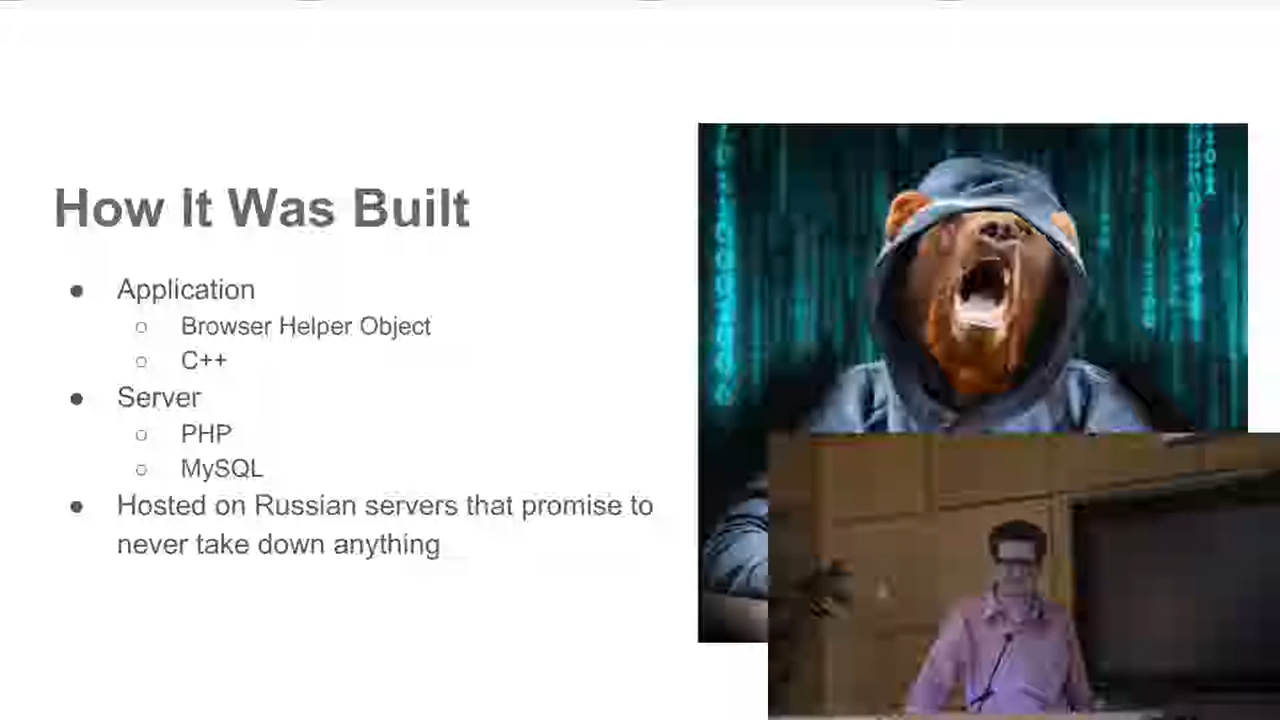 How It Was Built
● Application
○ Browser Helper Object
○ C++
● Server
○ PHP
○ MySQL
● Hosted on Russian servers that promise to
never take down anything